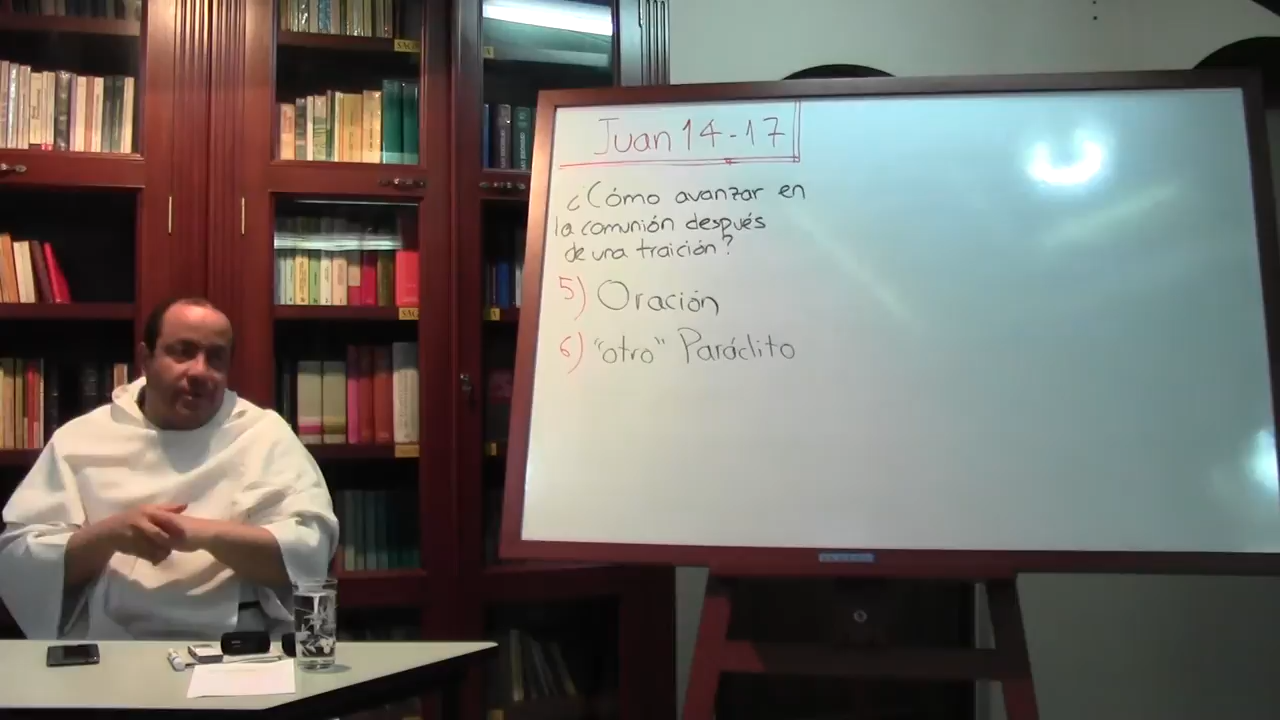 Juan 14-17
¿Cómo avanzar en
la comunión después
de una traición?
5) Oración
6) "otro" Paráclito